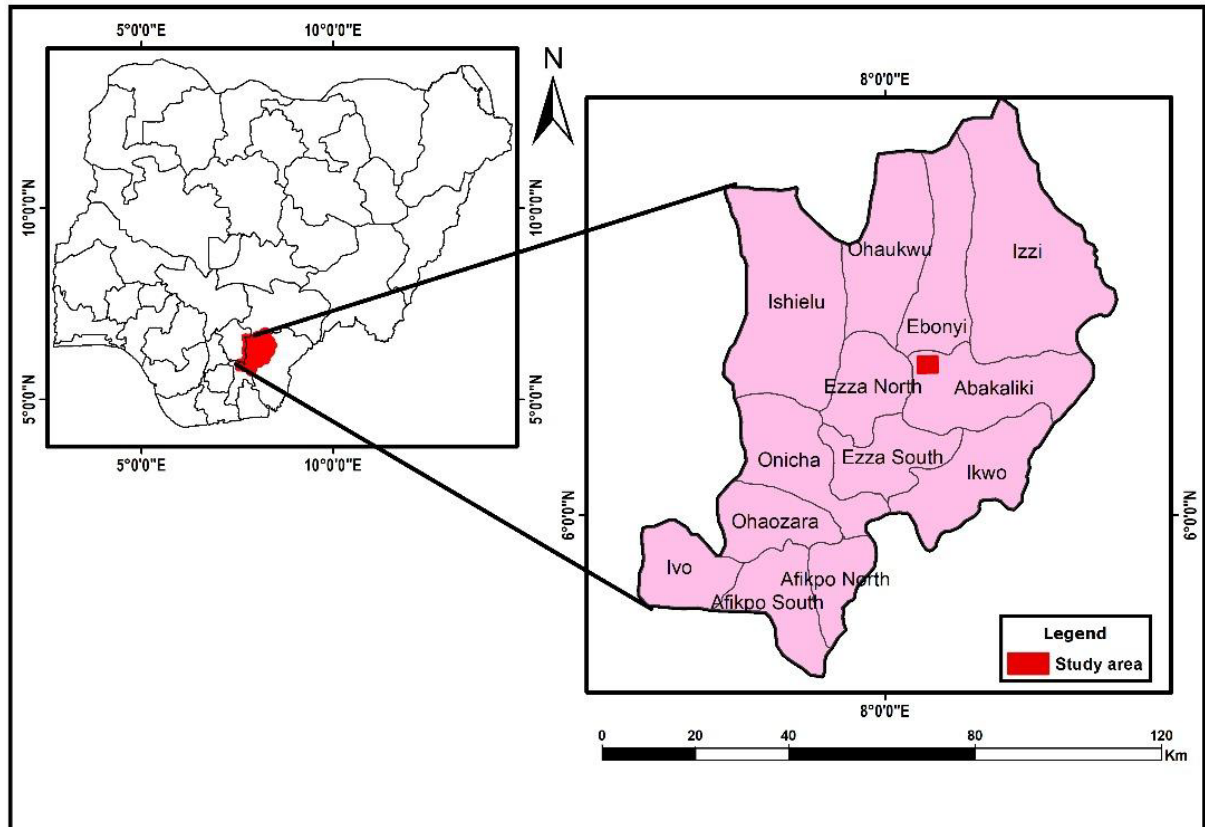 5°0'0"E 10°0'0"E
N
10°0'0"N
10°0'0"N
5°0'0"N
5°0'0"N
5°0'0"E 10°0'0"E
8°0'0"E
Ohaukwu
Izzi
Ishielu
Ebonyi
Ezza North
Abakaliki
Onicha
Ezza South
Ikwo
Ohaozara
6°0'0"N
6°0'0"N
Ivo
Afikpo North
Afikpo South
Legend
Study area
8°0'0"E
0 20 40 80 120
Km